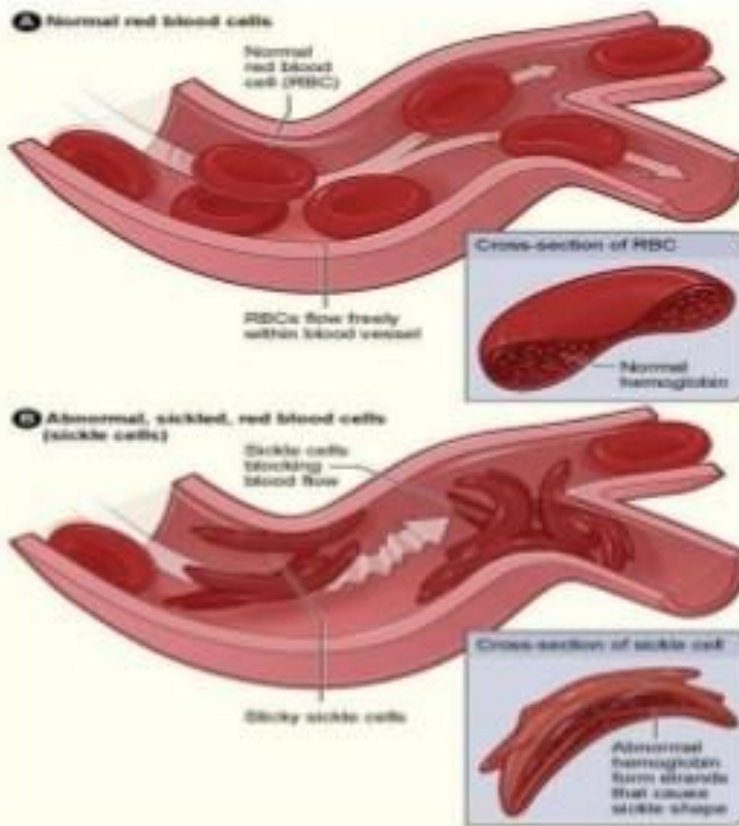 A Normal red blood cells
Normal
red blood
cell (RBC)
RBCs flow freely
within blood vessel
Cross-section of RBC
Normal
hemoglobin
B Abnormal, sickled, red blood cells
(sickle cells)
Sickle cells
blocking
blood flow
Sticky sickle cells
Cross-section of sickle cell
Abnormal
hemoglobin
form strands
that cause
sickle shape